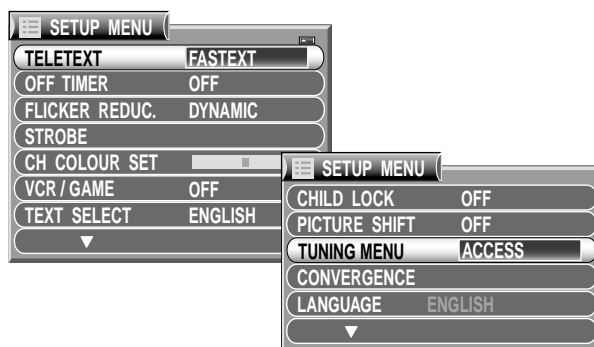 SETUP MENU
TELETEXT FASTEXT
OFF TIMER OFF
FLICKER REDUC. DYNAMIC
STROBE
CH COLOUR SET
VCR / GAME OFF
TEXT SELECT ENGLISH
SETUP MENU
CHILD LOCK OFF
PICTURE SHIFT OFF
TUNING MENU ACCESS
CONVERGENCE
LANGUAGE ENGLISH